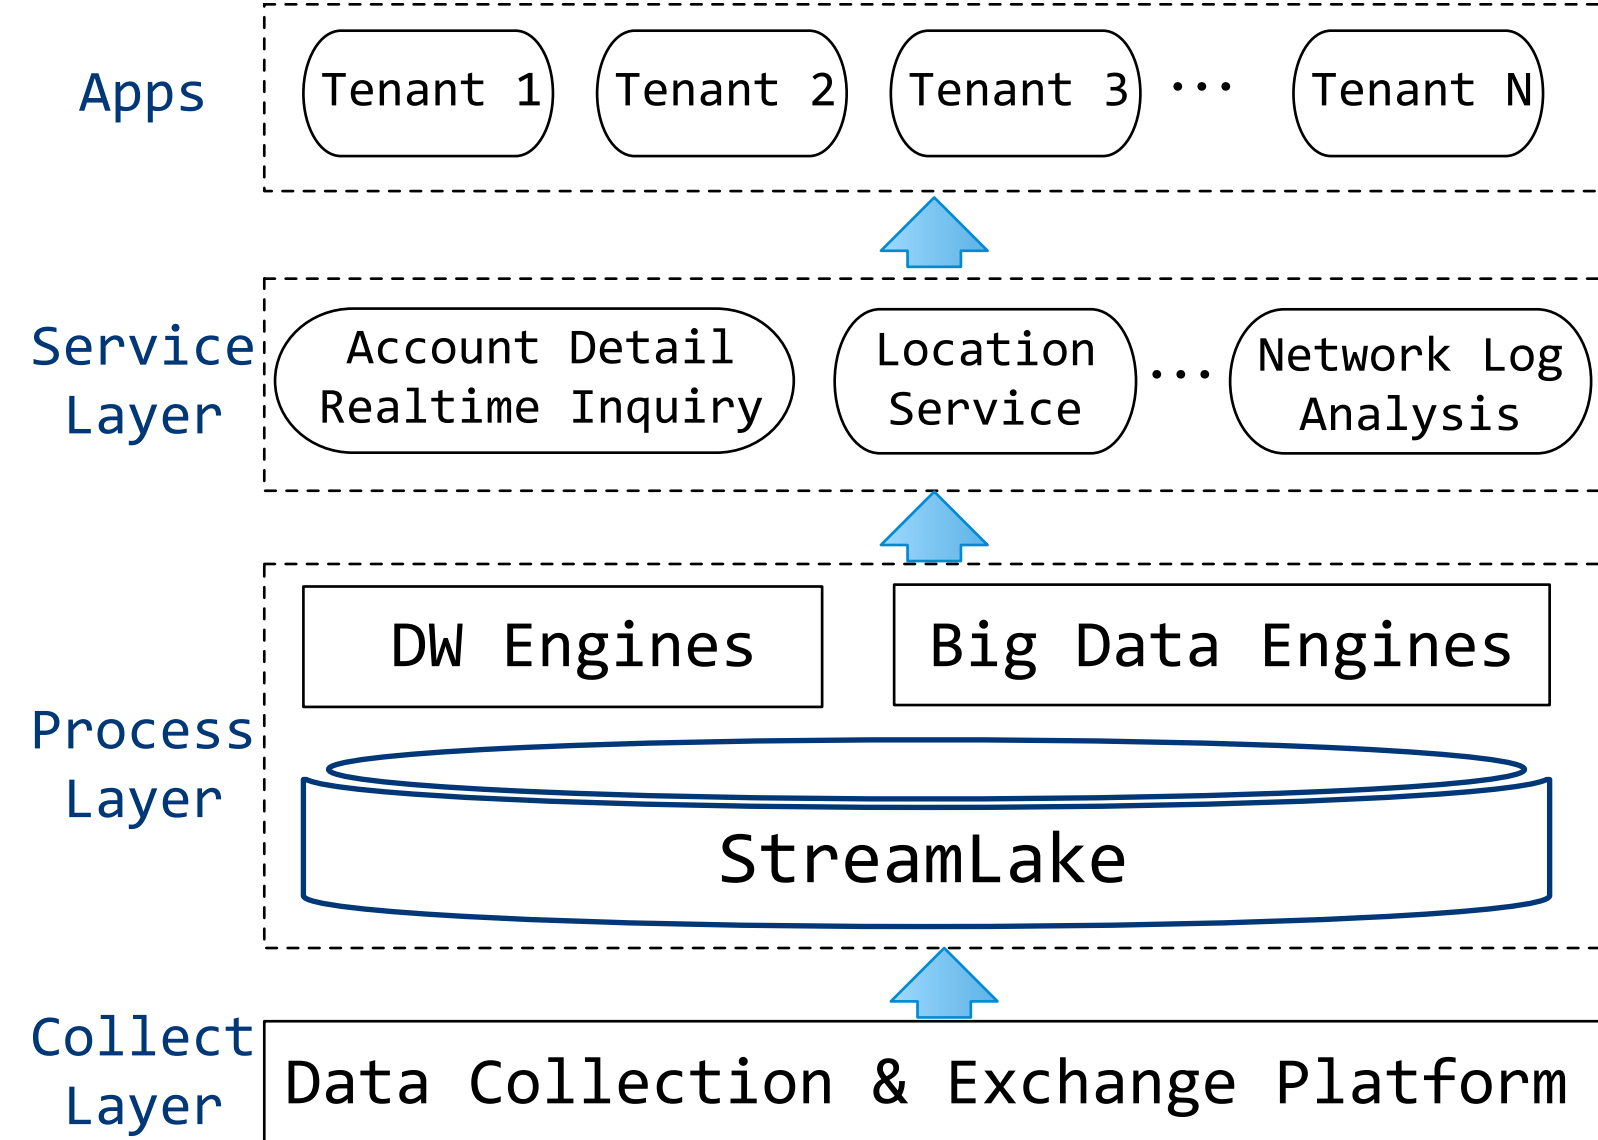 Apps
Tenant 1
Tenant 2
Tenant 3
...
Tenant N
Service
Layer
Account Detail
Realtime Inquiry
Location
Service
...
Network Log
Analysis
Process
Layer
DW Engines
Big Data Engines
StreamLake
Collect
Layer
Data Collection & Exchange Platform